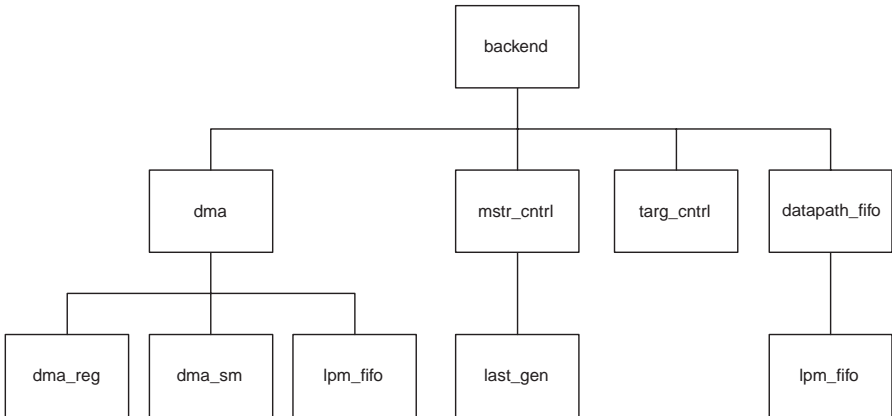 backend
dma
mstr_cntrl
targ_cntrl
datapath_fifo
dma_reg
dma_sm
lpm_fifo
last_gen
lpm_fifo